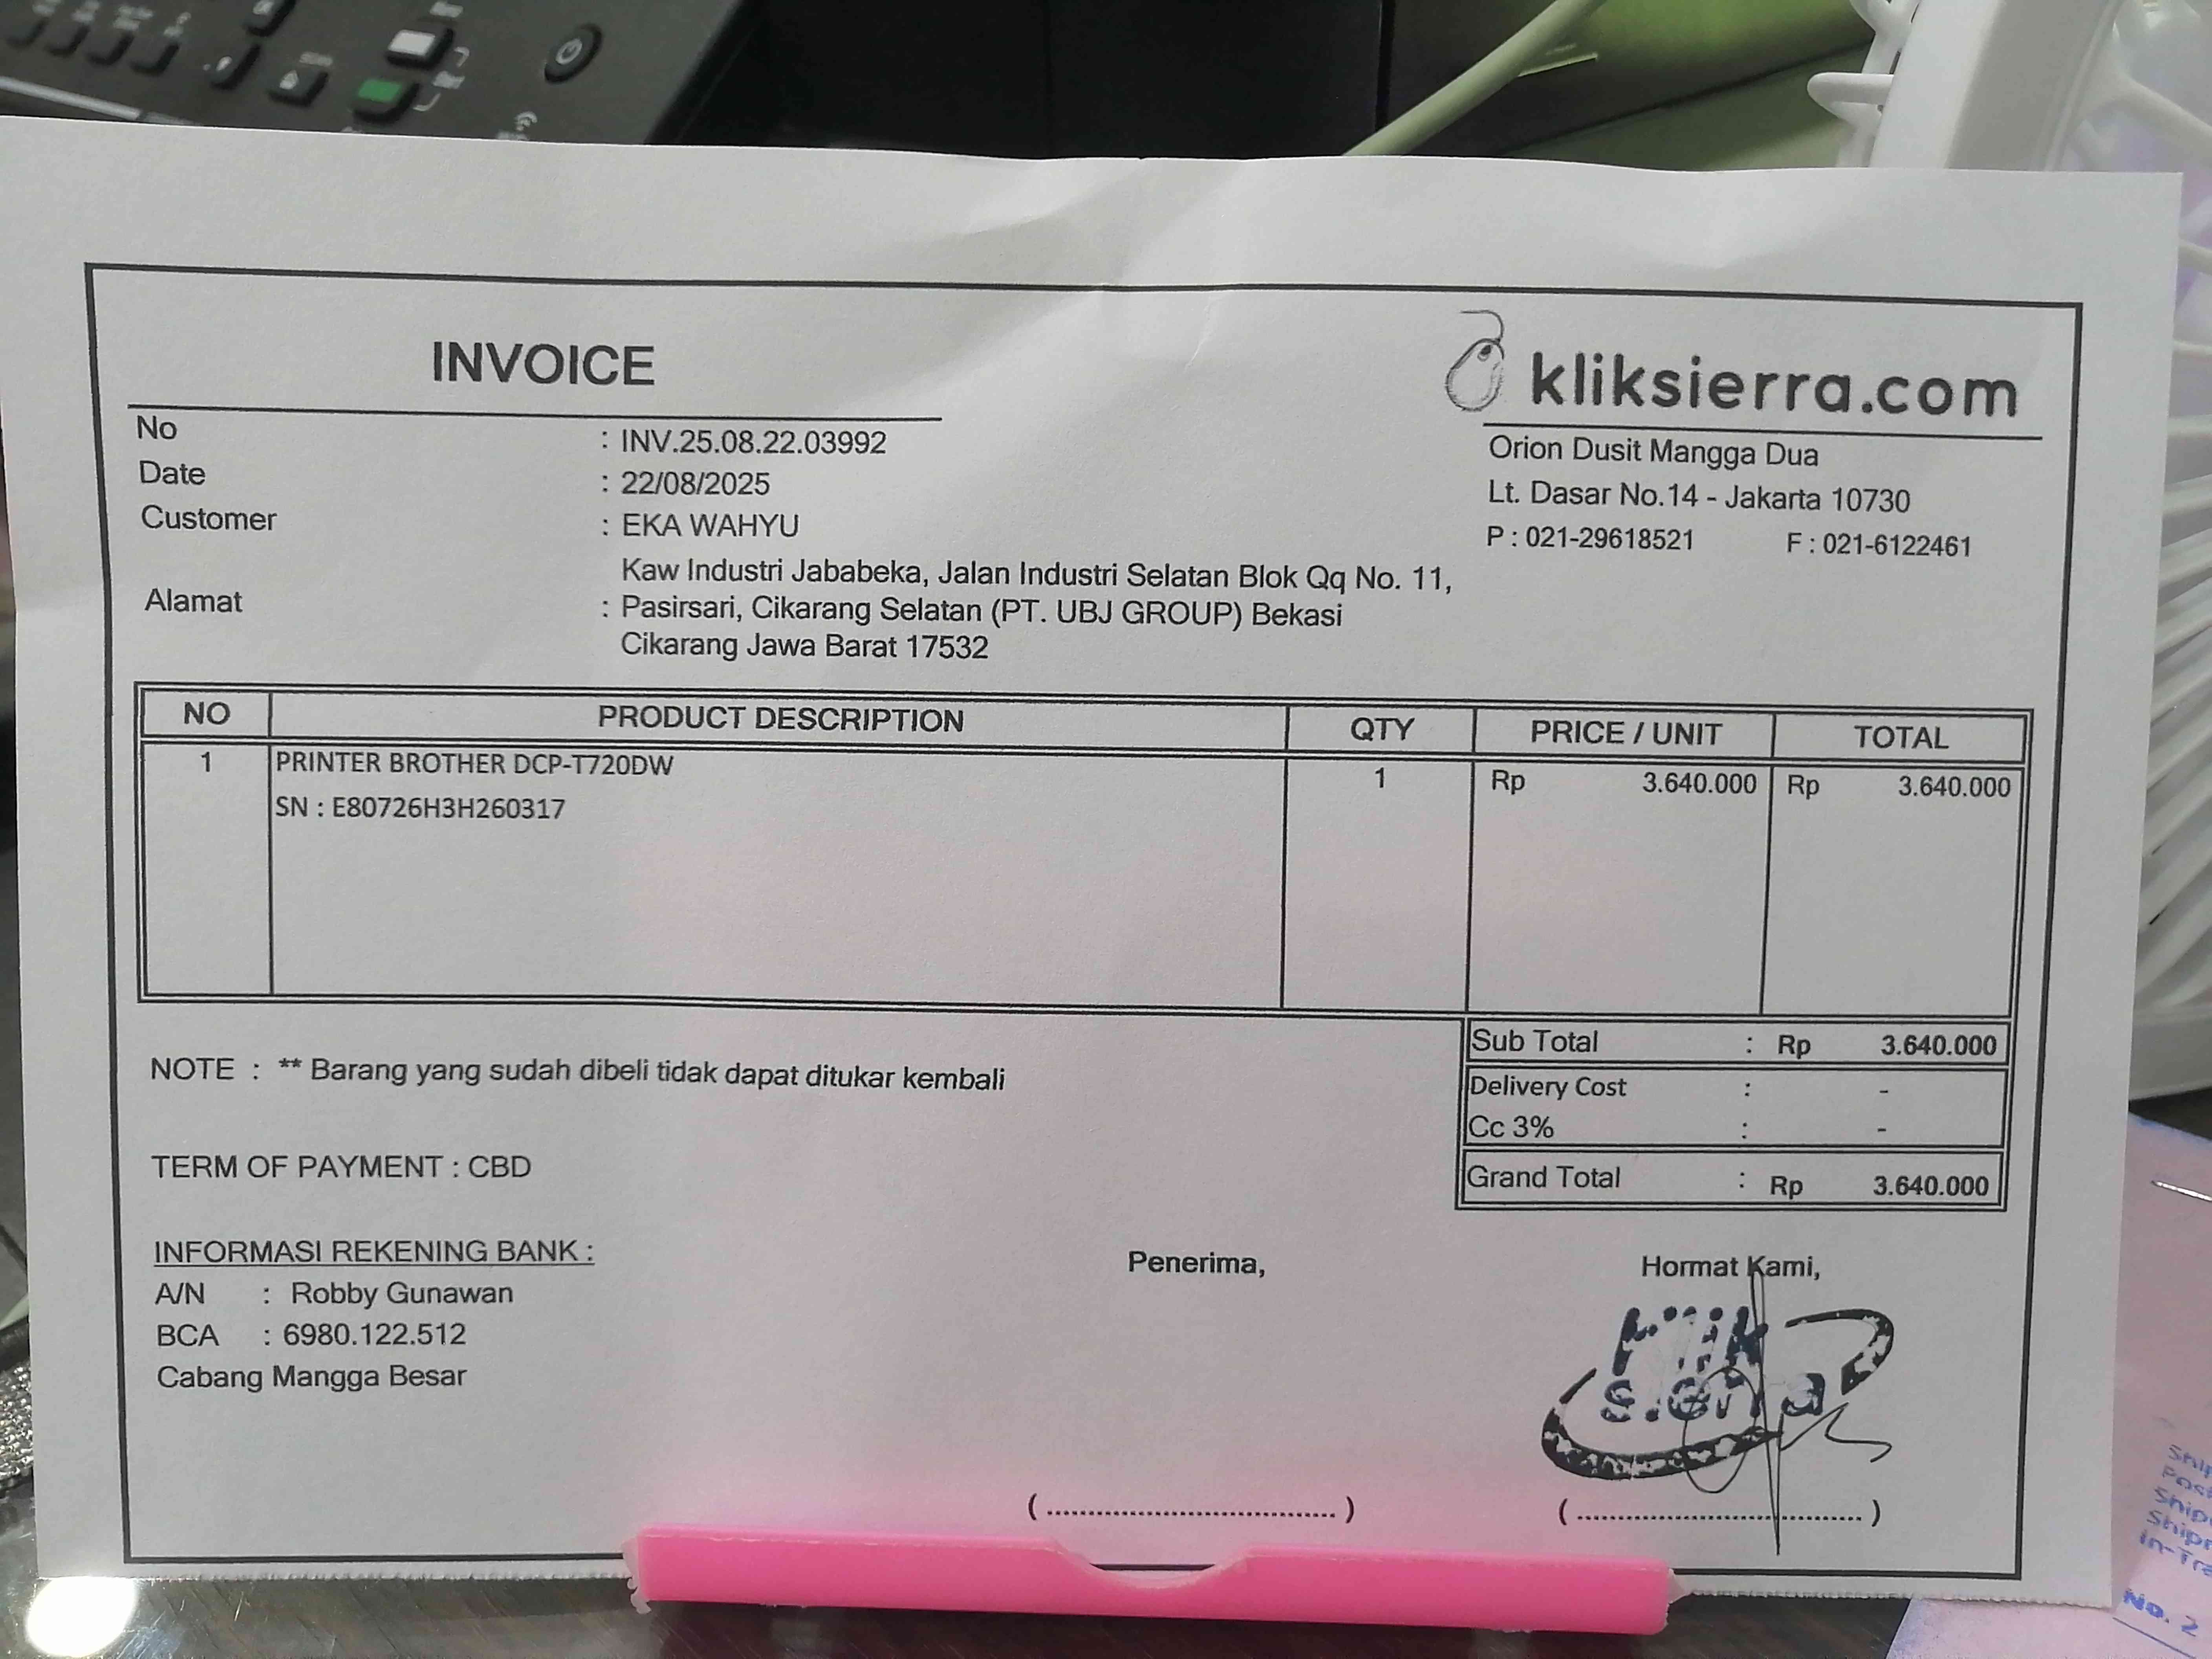 INVOICE
kliksierra.com
Orion Dusit Mangga Dua
Lt. Dasar No.14 - Jakarta 10730
P : 021-29618521 F : 021-6122461
No : INV.25.08.22.03992
Date : 22/08/2025
Customer : EKA WAHYU
Kaw Industri Jababeka, Jalan Industri Selatan Blok Qq No. 11,
Alamat : Pasirsari, Cikarang Selatan (PT. UBJ GROUP) Bekasi
Cikarang Jawa Barat 17532
NO PRODUCT DESCRIPTION QTY PRICE / UNIT TOTAL
1 PRINTER BROTHER DCP-T720DW 1 Rp 3.640.000 Rp 3.640.000
SN : E80726H3H260317
Sub Total : Rp 3.640.000
NOTE : ** Barang yang sudah dibeli tidak dapat ditukar kembali
Delivery Cost : -
Cc 3% : -
TERM OF PAYMENT : CBD
Grand Total : Rp 3.640.000
INFORMASI REKENING BANK :
A/N : Robby Gunawan
BCA : 6980.122.512
Cabang Mangga Besar
Penerima,
Hormat Kami,
klik
sierra
(..................................)
(..................................)
No. 2